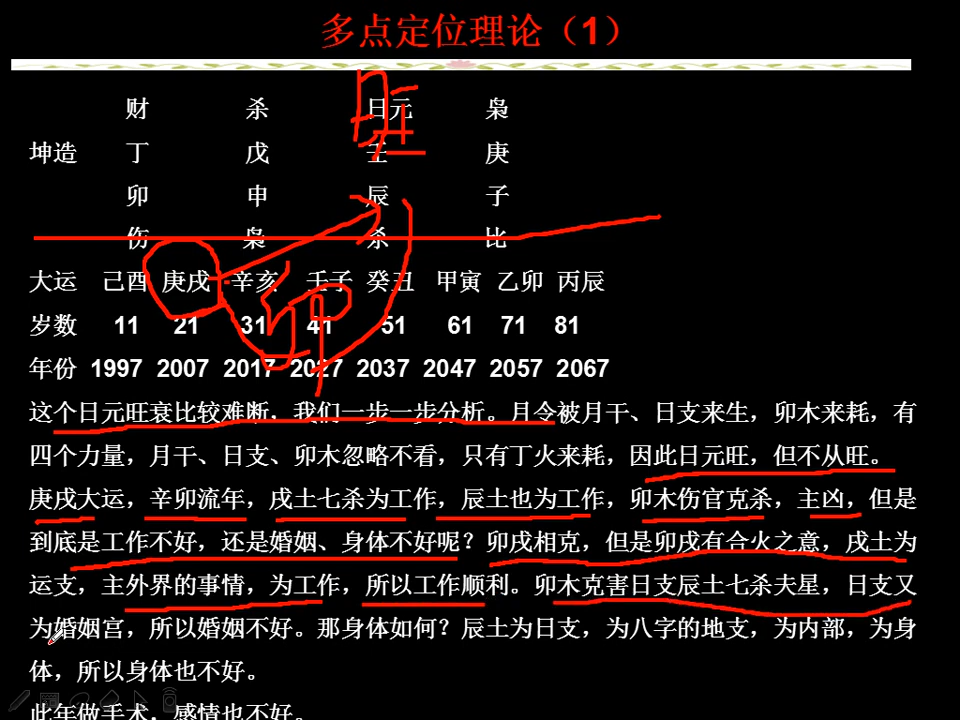 多点定位理论（1）
财 杀 日元 枭
坤造 丁 戊 壬 庚
卯 申 辰 子
伤 枭 杀 比
大运 己酉 庚戌 辛亥 壬子 癸丑 甲寅 乙卯 丙辰
岁数 11 21 31 41 51 61 71 81
年份 1997 2007 2017 2027 2037 2047 2057 2067
这个日元旺衰比较难断，我们一步一步分析。月令被月干、日支来生，卯木来耗，有
四个力量，月干、日支、卯木忽略不看，只有丁火来耗，因此日元旺，但不从旺。
庚戌大运，辛卯流年，戌土七杀为工作，辰土也为工作，卯木伤官克杀，主凶，但是
到底是工作不好，还是婚姻、身体不好呢？卯戌相克，但是卯戌有合火之意，戌土为
运支，主外界的事情，为工作，所以工作顺利。卯木克害日支辰土七杀夫星，日支又
为婚姻宫，所以婚姻不好。那身体如何？辰土为日支，为八字的地支，为内部，为身
体，所以身体也不好。
此年做手术，感情也不好。
旺
卯